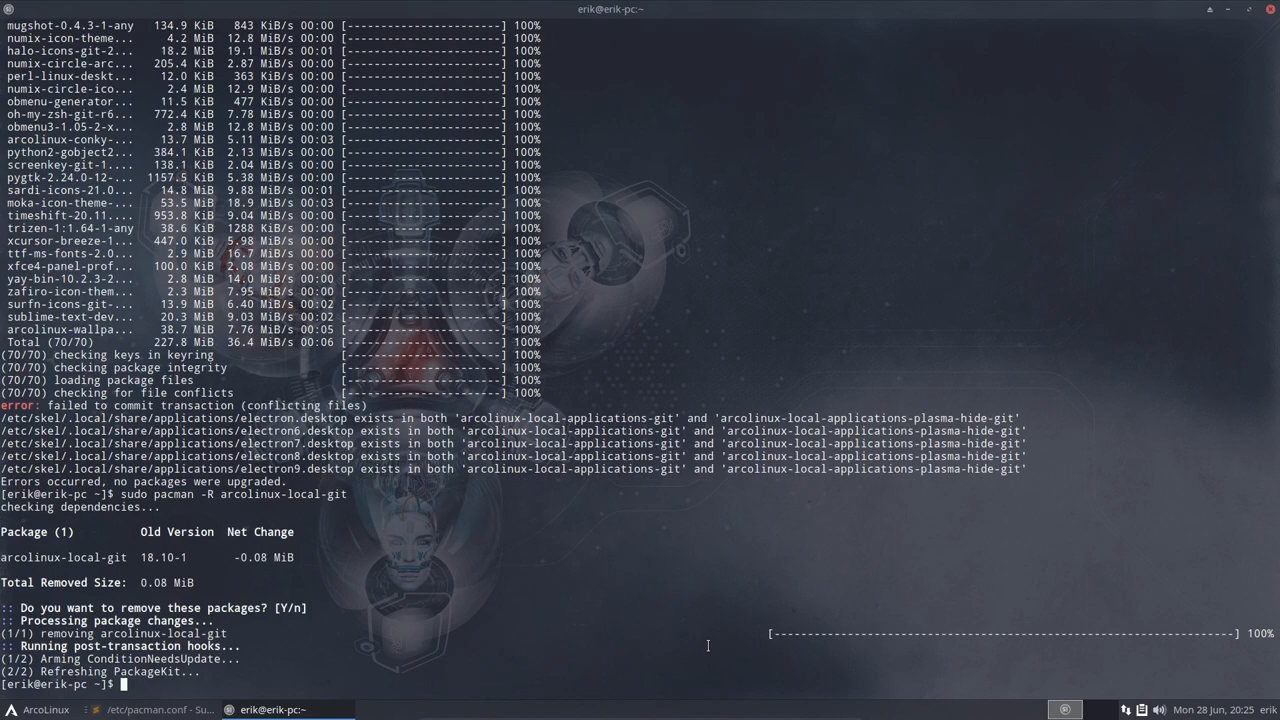 erik@erik-pc:~
mugshot-0.4.3-1-any 134.9 KiB 843 KiB/s 00:00 [----------------------] 100%
numix-icon-theme... 4.2 MiB 12.8 MiB/s 00:00 [----------------------] 100%
halo-icons-git-2... 18.2 MiB 19.1 MiB/s 00:01 [----------------------] 100%
numix-circle-arc... 205.4 KiB 2.87 MiB/s 00:00 [----------------------] 100%
perl-linux-deskt... 12.0 KiB 363 KiB/s 00:00 [----------------------] 100%
numix-circle-ico... 2.4 MiB 12.9 MiB/s 00:00 [----------------------] 100%
obmenu-generator... 11.5 KiB 477 KiB/s 00:00 [----------------------] 100%
oh-my-zsh-git-r6... 772.4 KiB 7.78 MiB/s 00:00 [----------------------] 100%
obmenu3-1.05-2-x... 2.8 MiB 12.8 MiB/s 00:00 [----------------------] 100%
arcolinux-conky-... 13.7 MiB 5.11 MiB/s 00:03 [----------------------] 100%
python2-gobject2... 384.1 KiB 2.13 MiB/s 00:00 [----------------------] 100%
screenkey-git-1.... 138.1 KiB 2.04 MiB/s 00:00 [----------------------] 100%
pygtk-2.24.0-12-... 1157.5 KiB 5.38 MiB/s 00:00 [----------------------] 100%
sardi-icons-21.0... 14.8 MiB 9.88 MiB/s 00:01 [----------------------] 100%
moka-icon-theme-... 53.5 MiB 18.9 MiB/s 00:03 [----------------------] 100%
timeshift-20.11.... 953.8 KiB 9.04 MiB/s 00:00 [----------------------] 100%
trizen-1:1.64-1-any 38.6 KiB 1288 KiB/s 00:00 [----------------------] 100%
xcursor-breeze-1... 447.0 KiB 5.98 MiB/s 00:00 [----------------------] 100%
ttf-ms-fonts-2.0... 2.9 MiB 16.7 MiB/s 00:00 [----------------------] 100%
xfce4-panel-prof... 100.0 KiB 2.08 MiB/s 00:00 [----------------------] 100%
yay-bin-10.2.3-2... 2.8 MiB 14.0 MiB/s 00:00 [----------------------] 100%
zafiro-icon-them... 2.3 MiB 7.95 MiB/s 00:00 [----------------------] 100%
surfn-icons-git-... 13.9 MiB 6.40 MiB/s 00:02 [----------------------] 100%
sublime-text-dev... 20.3 MiB 9.03 MiB/s 00:02 [----------------------] 100%
arcolinux-wallpa... 38.7 MiB 7.76 MiB/s 00:05 [----------------------] 100%
Total (70/70) 227.8 MiB 36.4 MiB/s 00:06 [----------------------] 100%
(70/70) checking keys in keyring [----------------------] 100%
(70/70) checking package integrity [----------------------] 100%
(70/70) loading package files [----------------------] 100%
(70/70) checking for file conflicts [----------------------] 100%
error: failed to commit transaction (conflicting files)
/etc/skel/.local/share/applications/electron.desktop exists in both 'arcolinux-local-applications-git' and 'arcolinux-local-applications-plasma-hide-git'
/etc/skel/.local/share/applications/electron6.desktop exists in both 'arcolinux-local-applications-git' and 'arcolinux-local-applications-plasma-hide-git'
/etc/skel/.local/share/applications/electron7.desktop exists in both 'arcolinux-local-applications-git' and 'arcolinux-local-applications-plasma-hide-git'
/etc/skel/.local/share/applications/electron8.desktop exists in both 'arcolinux-local-applications-git' and 'arcolinux-local-applications-plasma-hide-git'
/etc/skel/.local/share/applications/electron9.desktop exists in both 'arcolinux-local-applications-git' and 'arcolinux-local-applications-plasma-hide-git'
Errors occurred, no packages were upgraded.
[erik@erik-pc ~]$ sudo pacman -R arcolinux-local-git
checking dependencies...
Package (1) Old Version Net Change
arcolinux-local-git 18.10-1 -0.08 MiB
Total Removed Size: 0.08 MiB
:: Do you want to remove these packages? [Y/n]
:: Processing package changes...
(1/1) removing arcolinux-local-git [----------------------------------------------------------------------] 100%
:: Running post-transaction hooks...
(1/2) Arming ConditionNeedsUpdate...
(2/2) Refreshing PackageKit...
[erik@erik-pc ~]$
ArcoLinux /etc/pacman.conf - Su... erik@erik-pc:~ Mon 28 Jun, 20:25 erik